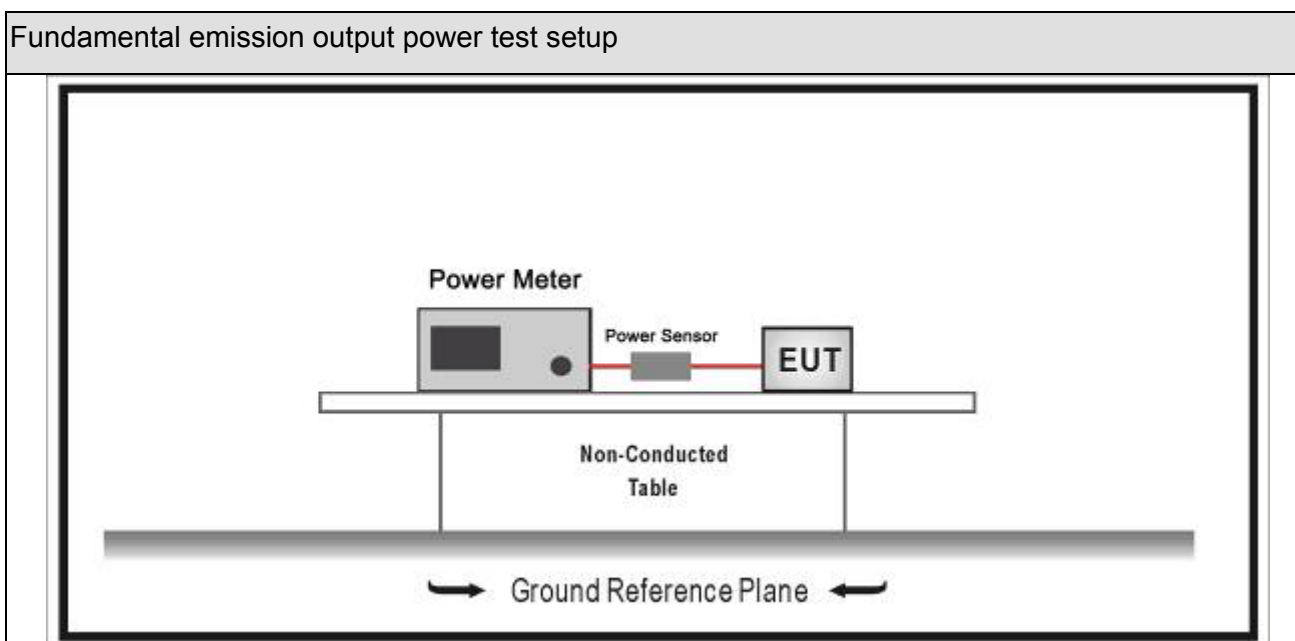 Fundamental emission output power test setup
Power Meter
Power Sensor
EUT
Non-Conducted
Table
Ground Reference Plane